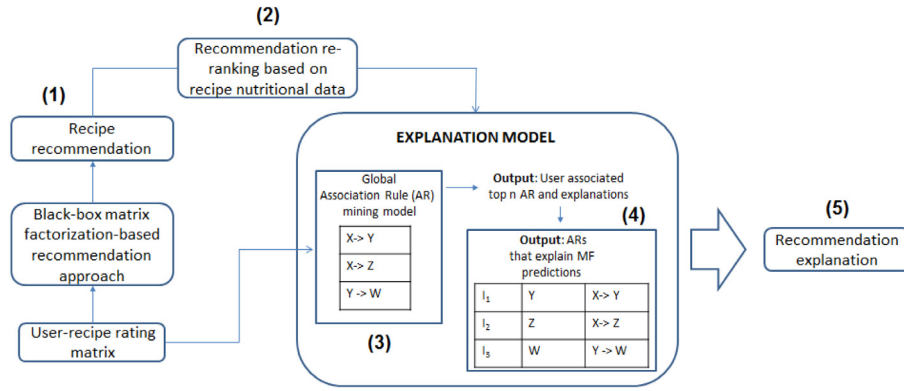 (2)
Recommendation re-
ranking based on
recipe nutritional data
(1)
Recipe
recommendation
Black-box matrix
factorization-based
recommendation
approach
User-recipe rating
matrix
EXPLANATION MODEL
Global
Association Rule (AR)
mining model
X-> Y
X-> Z
Y -> W
(3)
Output: User associated
top n AR and explanations
(4)
Output: ARs
that explain MF
predictions
I₁ Y X-> Y
I₂ Z X-> Z
I₃ W Y -> W
(5)
Recommendation
explanation